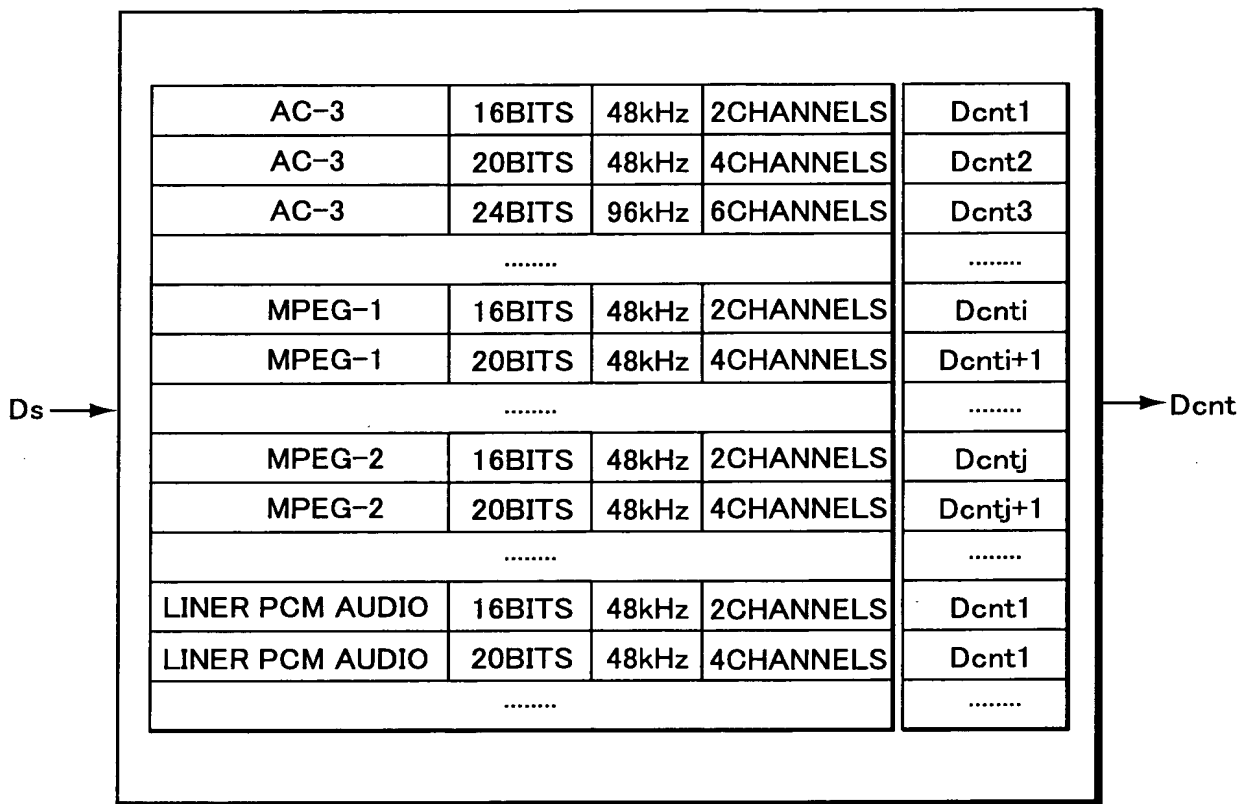 AC-3 16BITS 48kHz 2CHANNELS Dcnt1
AC-3 20BITS 48kHz 4CHANNELS Dcnt2
AC-3 24BITS 96kHz 6CHANNELS Dcnt3
········· ········
MPEG-1 16BITS 48kHz 2CHANNELS Dcnti
MPEG-1 20BITS 48kHz 4CHANNELS Dcnti+1
Ds ········· ········ Dcnt
MPEG-2 16BITS 48kHz 2CHANNELS Dcntj
MPEG-2 20BITS 48kHz 4CHANNELS Dcntj+1
········· ········
LINER PCM AUDIO 16BITS 48kHz 2CHANNELS Dcnt1
LINER PCM AUDIO 20BITS 48kHz 4CHANNELS Dcnt1
········· ········